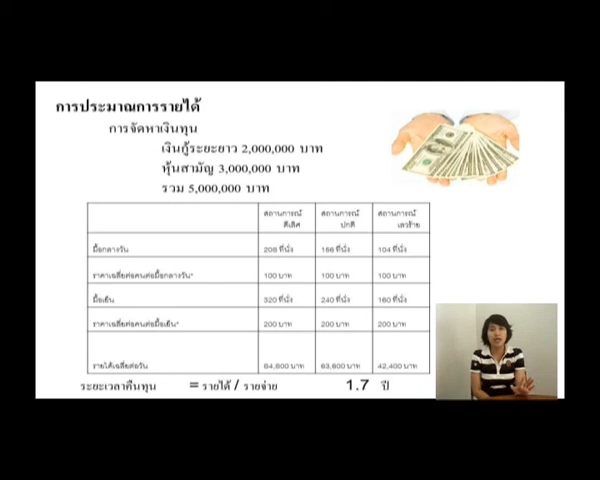 การประมาณการรายได้
การจัดหาเงินทุน
เงินกู้ระยะยาว 2,000,000 บาท
หุ้นสามัญ 3,000,000 บาท
รวม 5,000,000 บาท
สถานการณ์ดีเลิศ สถานการณ์ปกติ สถานการณ์เลวร้าย
มื้อกลางวัน 208 ที่นั่ง 156 ที่นั่ง 104 ที่นั่ง
ราคาเฉลี่ยต่อคนต่อมื้อกลางวัน* 100 บาท 100 บาท 100 บาท
มื้อเย็น 320 ที่นั่ง 240 ที่นั่ง 160 ที่นั่ง
ราคาเฉลี่ยต่อคนต่อมื้อเย็น* 200 บาท 200 บาท 200 บาท
รายได้เฉลี่ยต่อวัน 84,800 บาท 63,600 บาท 42,400 บาท
ระยะเวลาคืนทุน = รายได้ / รายจ่าย 1.7 ปี